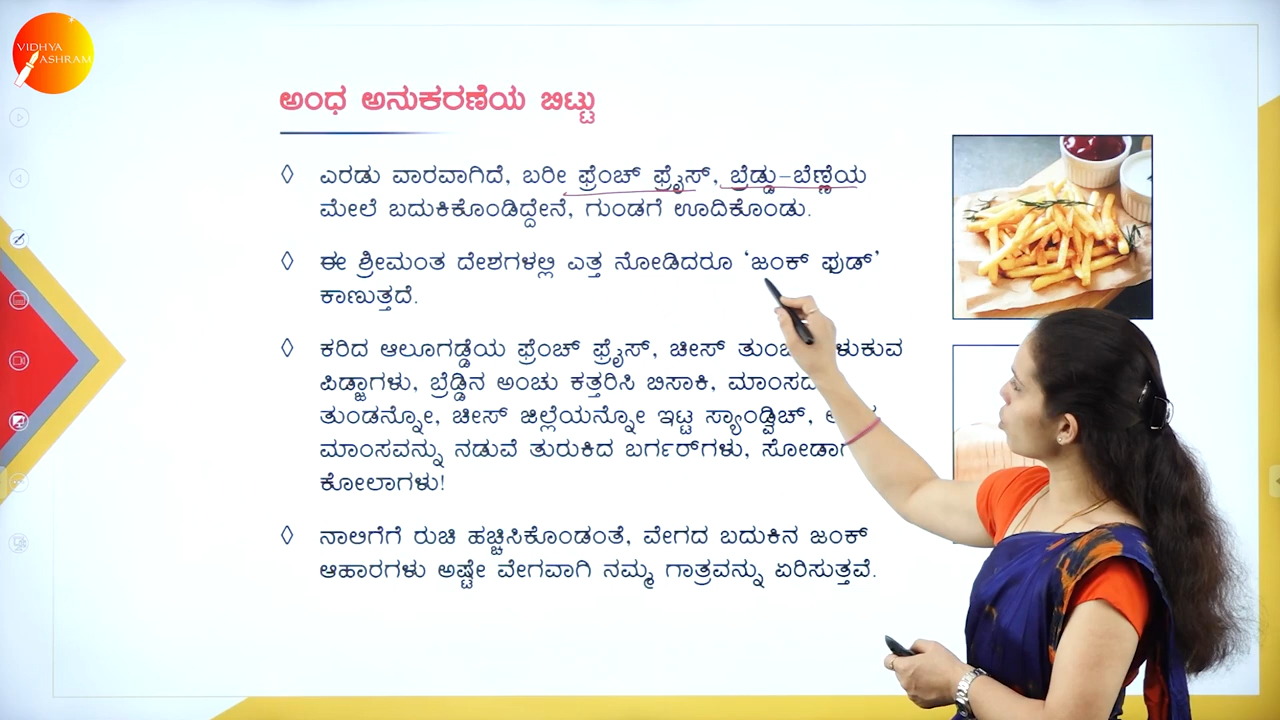 VIDHYA
ASHRAM
ಅಂಧ ಅನುಕರಣೆಯ ಬಿಟ್ಟು
ಎರಡು ವಾರವಾಗಿದೆ, ಬರೀ ಫ್ರೆಂಚ್ ಫ್ರೈಸ್, ಬ್ರೆಡ್ಡು-ಬೆಣ್ಣೆಯ
ಮೇಲೆ ಬದುಕಿಕೊಂಡಿದ್ದೇನೆ, ಗುಂಡಗೆ ಊದಿಕೊಂಡು.
ಈ ಶ್ರೀಮಂತ ದೇಶಗಳಲ್ಲಿ ಎತ್ತ ನೋಡಿದರೂ 'ಜಂಕ್ ಫುಡ್'
ಕಾಣುತ್ತದೆ.
ಕರಿದ ಆಲೂಗಡ್ಡೆಯ ಫ್ರೆಂಚ್ ಫ್ರೈಸ್, ಚೀಸ್
ಪಿಡ್ಜಾಗಳು, ಬ್ರೆಡ್ಡಿನ ಅಂಚು ಕತ್ತರಿಸಿ ಬಿಸಾಕಿ,
ತುಂಡನ್ನೋ, ಚೀಸ್ ಜಿಲ್ಲೆಯನ್ನೋ ಇಟ್ಟ ಸ್ಯಾಂಡ್ವಿಚ್,
ಮಾಂಸವನ್ನು ನಡುವೆ ತುರುಕಿದ ಬರ್ಗರ್‌ಗಳು,
ಕೋಲಾಗಳು!
ನಾಲಿಗೆಗೆ ರುಚಿ ಹಚ್ಚಿಸಿಕೊಂಡಂತೆ, ವೇಗದ ಬದುಕಿನ ಜಂಕ್
ಆಹಾರಗಳು ಅಷ್ಟೇ ವೇಗವಾಗಿ ನಮ್ಮ ಗಾತ್ರವನ್ನು ಏರಿಸುತ್ತವೆ.